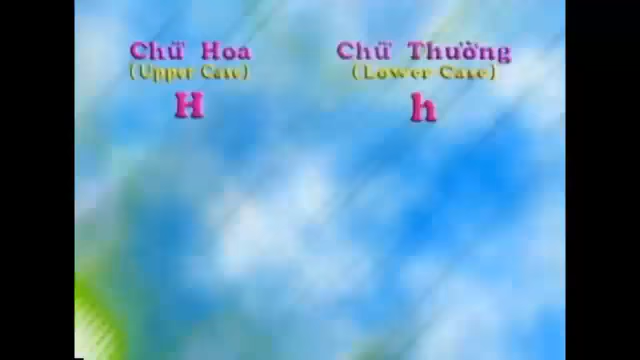 Chữ Hoa
(Upper Case)
H
Chữ Thường
(Lower Case)
h